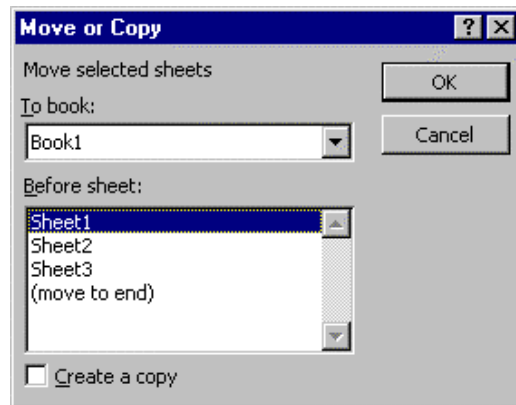 Move or Copy
Move selected sheets
OK
To book:
Book1
Cancel
Before sheet:
Sheet1
Sheet2
Sheet3
(move to end)
Create a copy